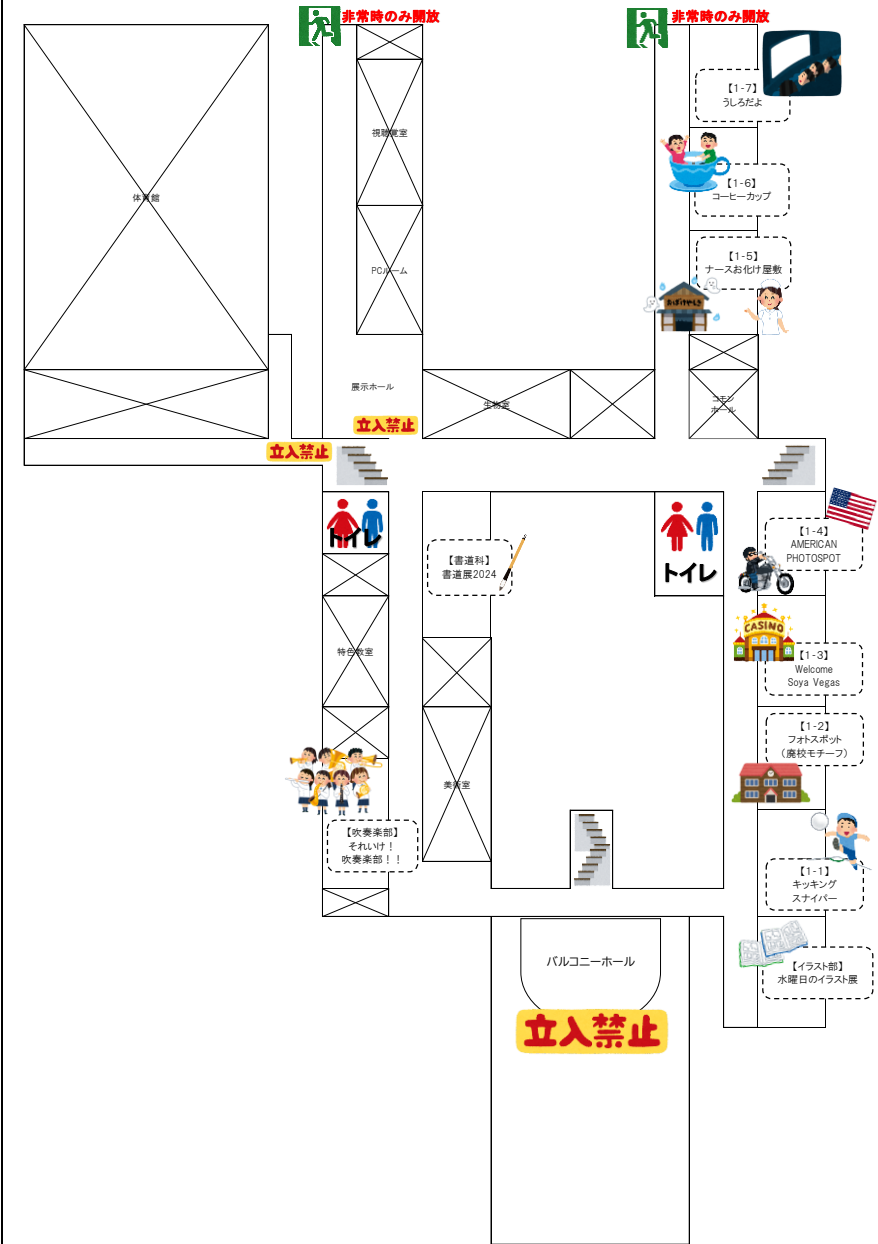 非常時のみ開放
非常時のみ開放
【1-7】
うしろだよ
視聴覚室
【1-6】
コーヒーカップ
体育館
【1-5】
ナースお化け屋敷
PCルーム
おばけやしき
展示ホール
生物室
コモン
ホール
立入禁止
立入禁止
トイレ
トイレ
【1-4】
AMERICAN
PHOTOSPOT
【書道科】
書道展2024
CASINO
【1-3】
Welcome
Soya Vegas
特色教室
【1-2】
フォトスポット
（廃校モチーフ）
美術室
【吹奏楽部】
それいけ！
吹奏楽部！！
【1-1】
キッキング
スナイパー
バルコニーホール
【イラスト部】
水曜日のイラスト展
立入禁止